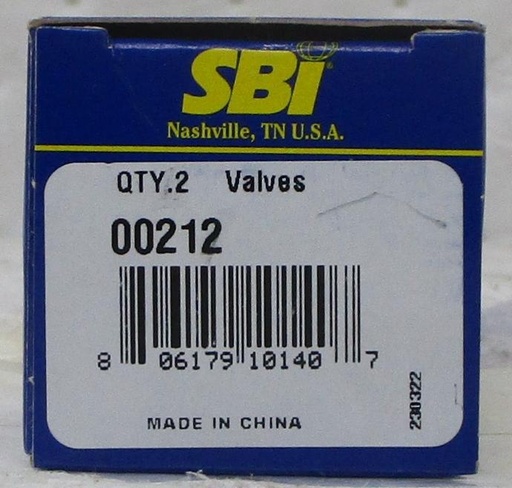 SBI
Nashville, TN U.S.A.
QTY.2 Valves
00212
8 06179 10140 7
MADE IN CHINA
230322